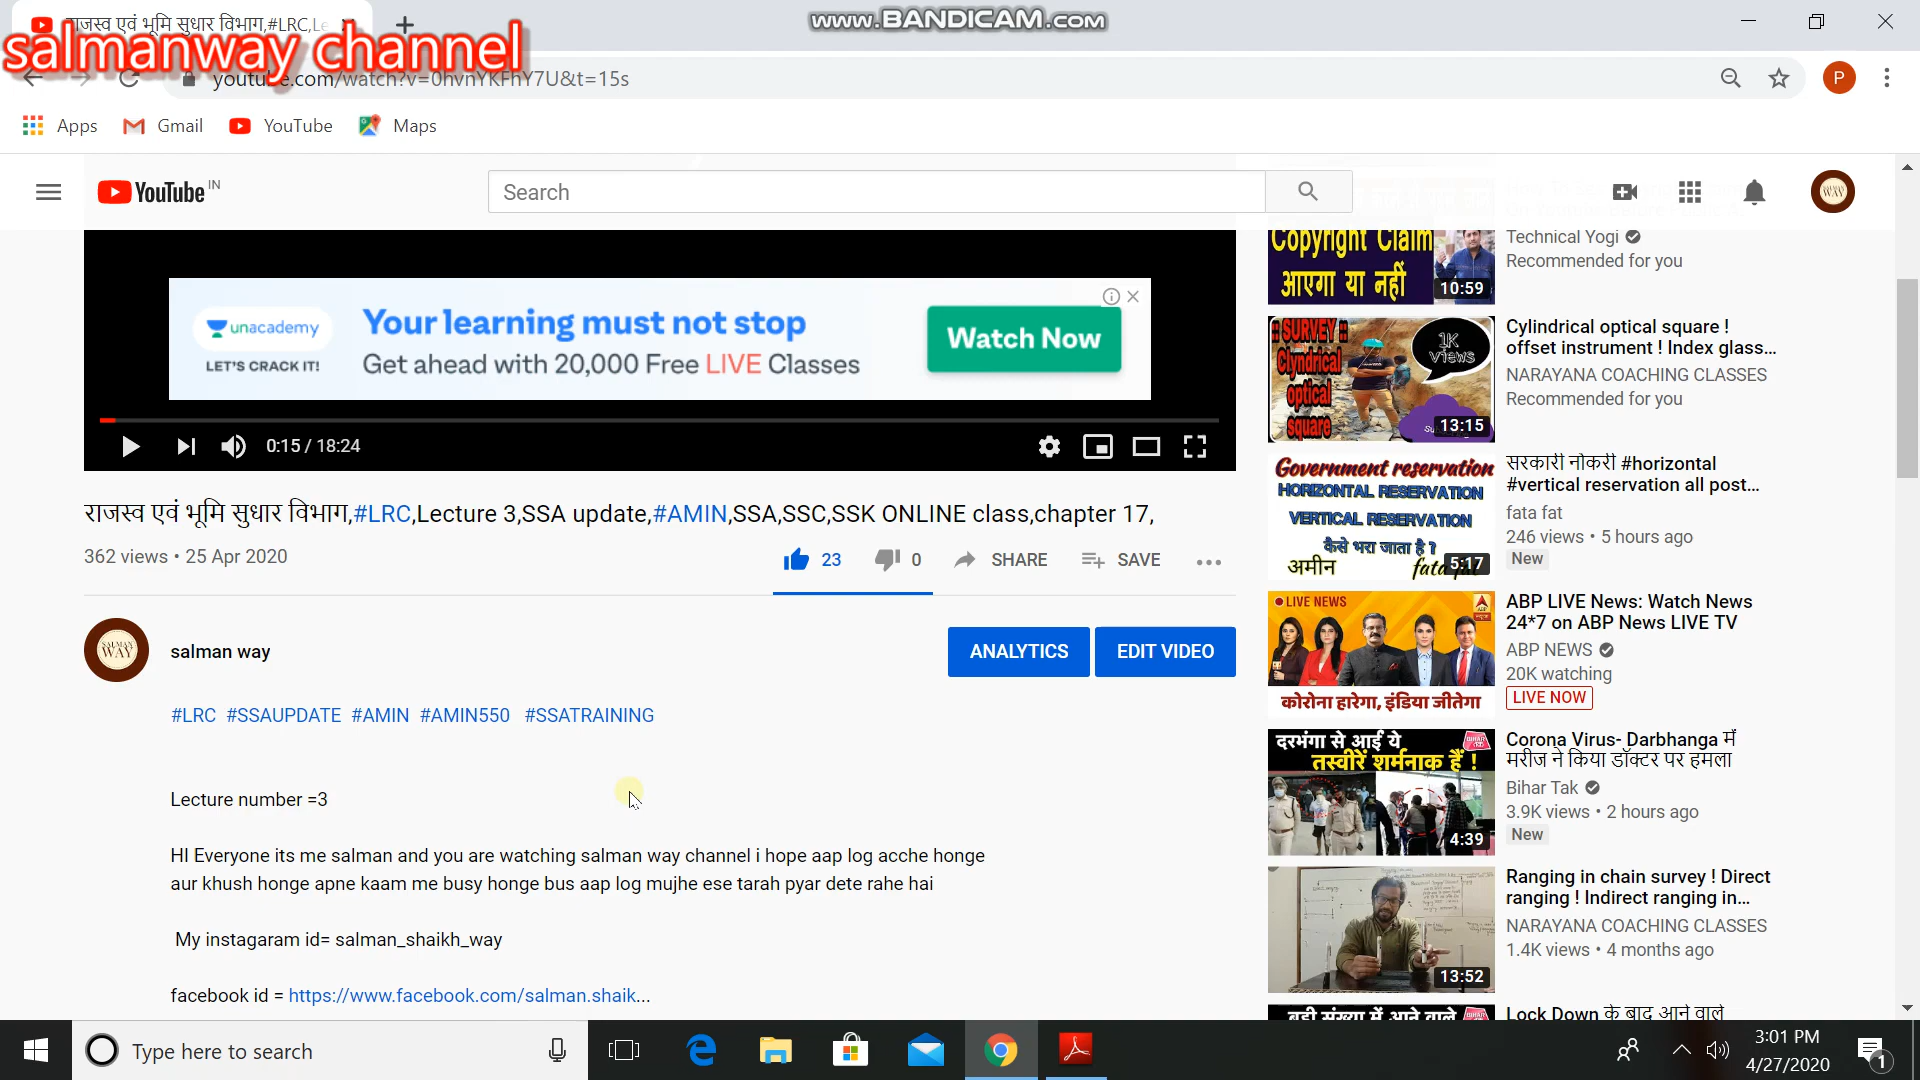 राजस्व एवं भूमि सुधार विभाग,#LRC,Le
www.BANDICAM.com
salmanway channel
youtube.com/watch?v=0hvnYKFhY7U&t=15s
P
Apps
Gmail
YouTube
Maps
YouTube IN
Search
unacademy
LET'S CRACK IT!
Your learning must not stop
Get ahead with 20,000 Free LIVE Classes
Watch Now
0:15 / 18:24
राजस्व एवं भूमि सुधार विभाग,#LRC,Lecture 3,SSA update,#AMIN,SSA,SSC,SSK ONLINE class,chapter 17,
362 views • 25 Apr 2020
23
0
SHARE
SAVE
SALMAN
WAY
salman way
ANALYTICS
EDIT VIDEO
#LRC #SSAUPDATE #AMIN #AMIN550 #SSATRAINING
Lecture number =3
HI Everyone its me salman and you are watching salman way channel i hope aap log acche honge
aur khush honge apne kaam me busy honge bus aap log mujhe ese tarah pyar dete rahe hai
My instagaram id= salman_shaikh_way
facebook id = https://www.facebook.com/salman.shaik...
Copyright Claim
आएगा या नहीं
10:59
Technical Yogi
Recommended for you
:: SURVEY ::
Clyndrical
optical
square
1K
views
13:15
Cylindrical optical square !
offset instrument ! Index glass...
NARAYANA COACHING CLASSES
Recommended for you
Government reservation
HORIZONTAL RESERVATION
VERTICAL RESERVATION
कैसे भरा जाता है ?
अमीन
fata fat
5:17
सरकारी नोकरी #horizontal
#vertical reservation all post...
fata fat
246 views • 5 hours ago
New
LIVE NEWS
कोरोना हारेगा, इंडिया जीतेगा
ABP LIVE News: Watch News
24*7 on ABP News LIVE TV
ABP NEWS
20K watching
LIVE NOW
दरभंगा से आईं ये
तस्वीरें शर्मनाक हैं !
4:39
Corona Virus- Darbhanga में
मरीज ने किया डॉक्टर पर हमला
Bihar Tak
3.9K views • 2 hours ago
New
13:52
Ranging in chain survey ! Direct
ranging ! Indirect ranging in...
NARAYANA COACHING CLASSES
1.4K views • 4 months ago
बड़ी संख्या में आने वाले
Lock Down के बाद आने वाले
Type here to search
3:01 PM
4/27/2020
1